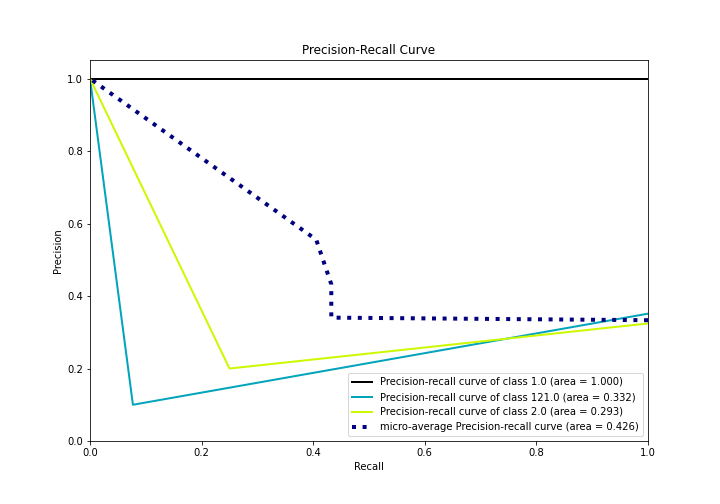 Precision-Recall Curve
1.0
0.8
0.6
0.4
0.2
0.0
Precision
0.0 0.2 0.4 0.6 0.8 1.0
Recall
Precision-recall curve of class 1.0 (area = 1.000)
Precision-recall curve of class 121.0 (area = 0.332)
Precision-recall curve of class 2.0 (area = 0.293)
micro-average Precision-recall curve (area = 0.426)